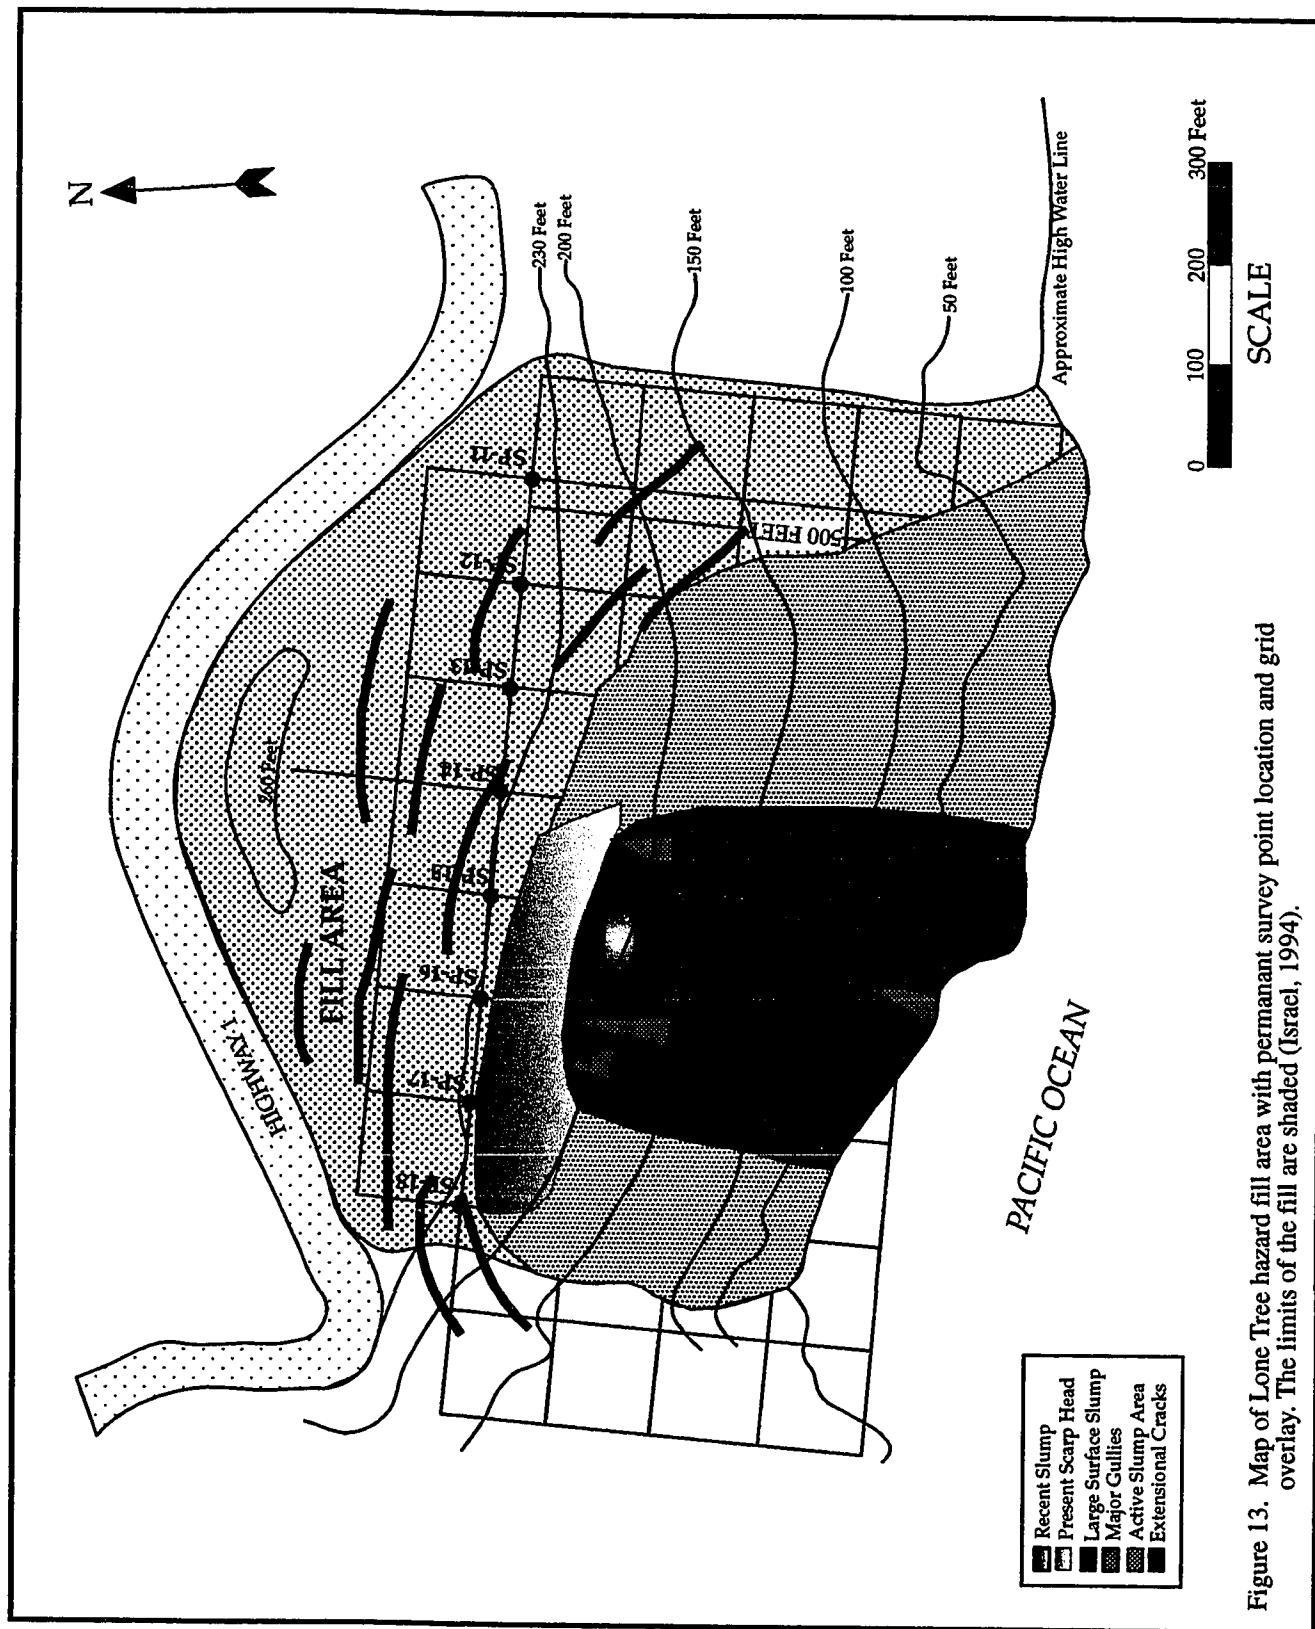 N
HIGHWAY 1
260 Feet
FILL AREA
SP-11
SP-12
SP-13
SP-14
SP-15
SP-16
SP-17
SP-18
230 Feet
200 Feet
150 Feet
100 Feet
50 Feet
500 FEET
Approximate High Water Line
PACIFIC OCEAN
0 100 200 300 Feet
SCALE
Recent Slump
Present Scarp Head
Large Surface Slump
Major Gullies
Active Slump Area
Extensional Cracks
Figure 13. Map of Lone Tree hazard fill area with permanant survey point location and grid
overlay. The limits of the fill are shaded (Israel, 1994).